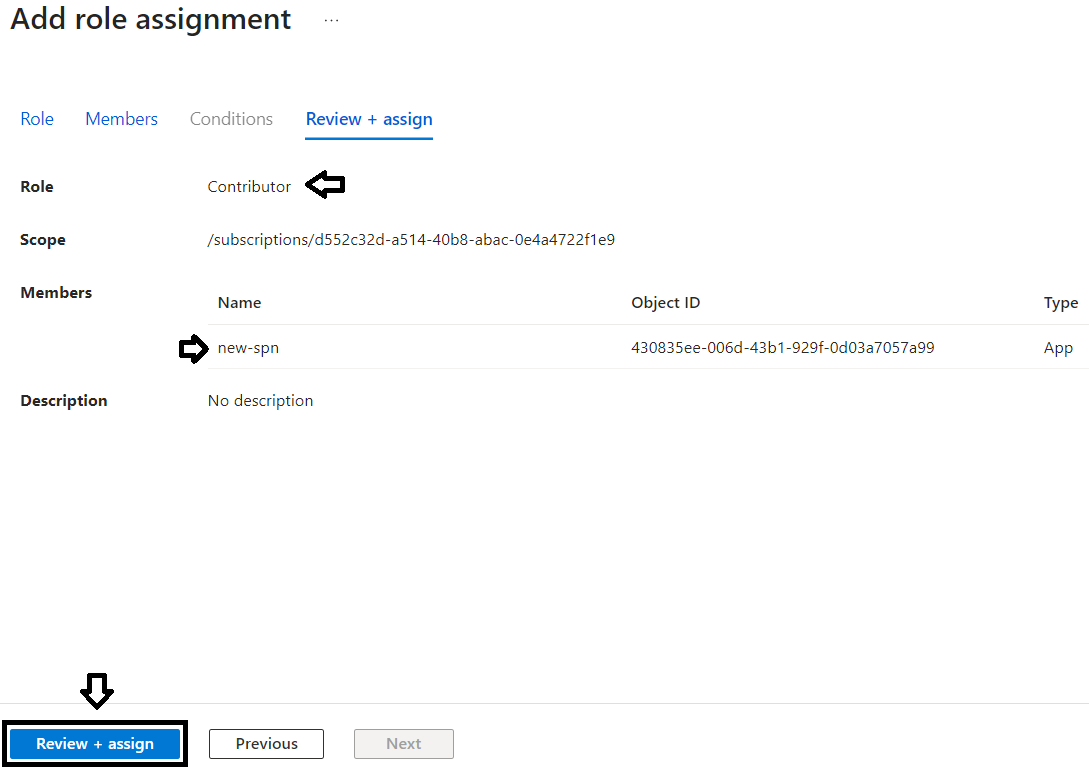 Add role assignment ...
Role Members Conditions Review + assign
Role Contributor
Scope /subscriptions/d552c32d-a514-40b8-abac-0e4a4722f1e9
Members
Name Object ID Type
new-spn 430835ee-006d-43b1-929f-0d03a7057a99 App
Description No description
Review + assign Previous Next